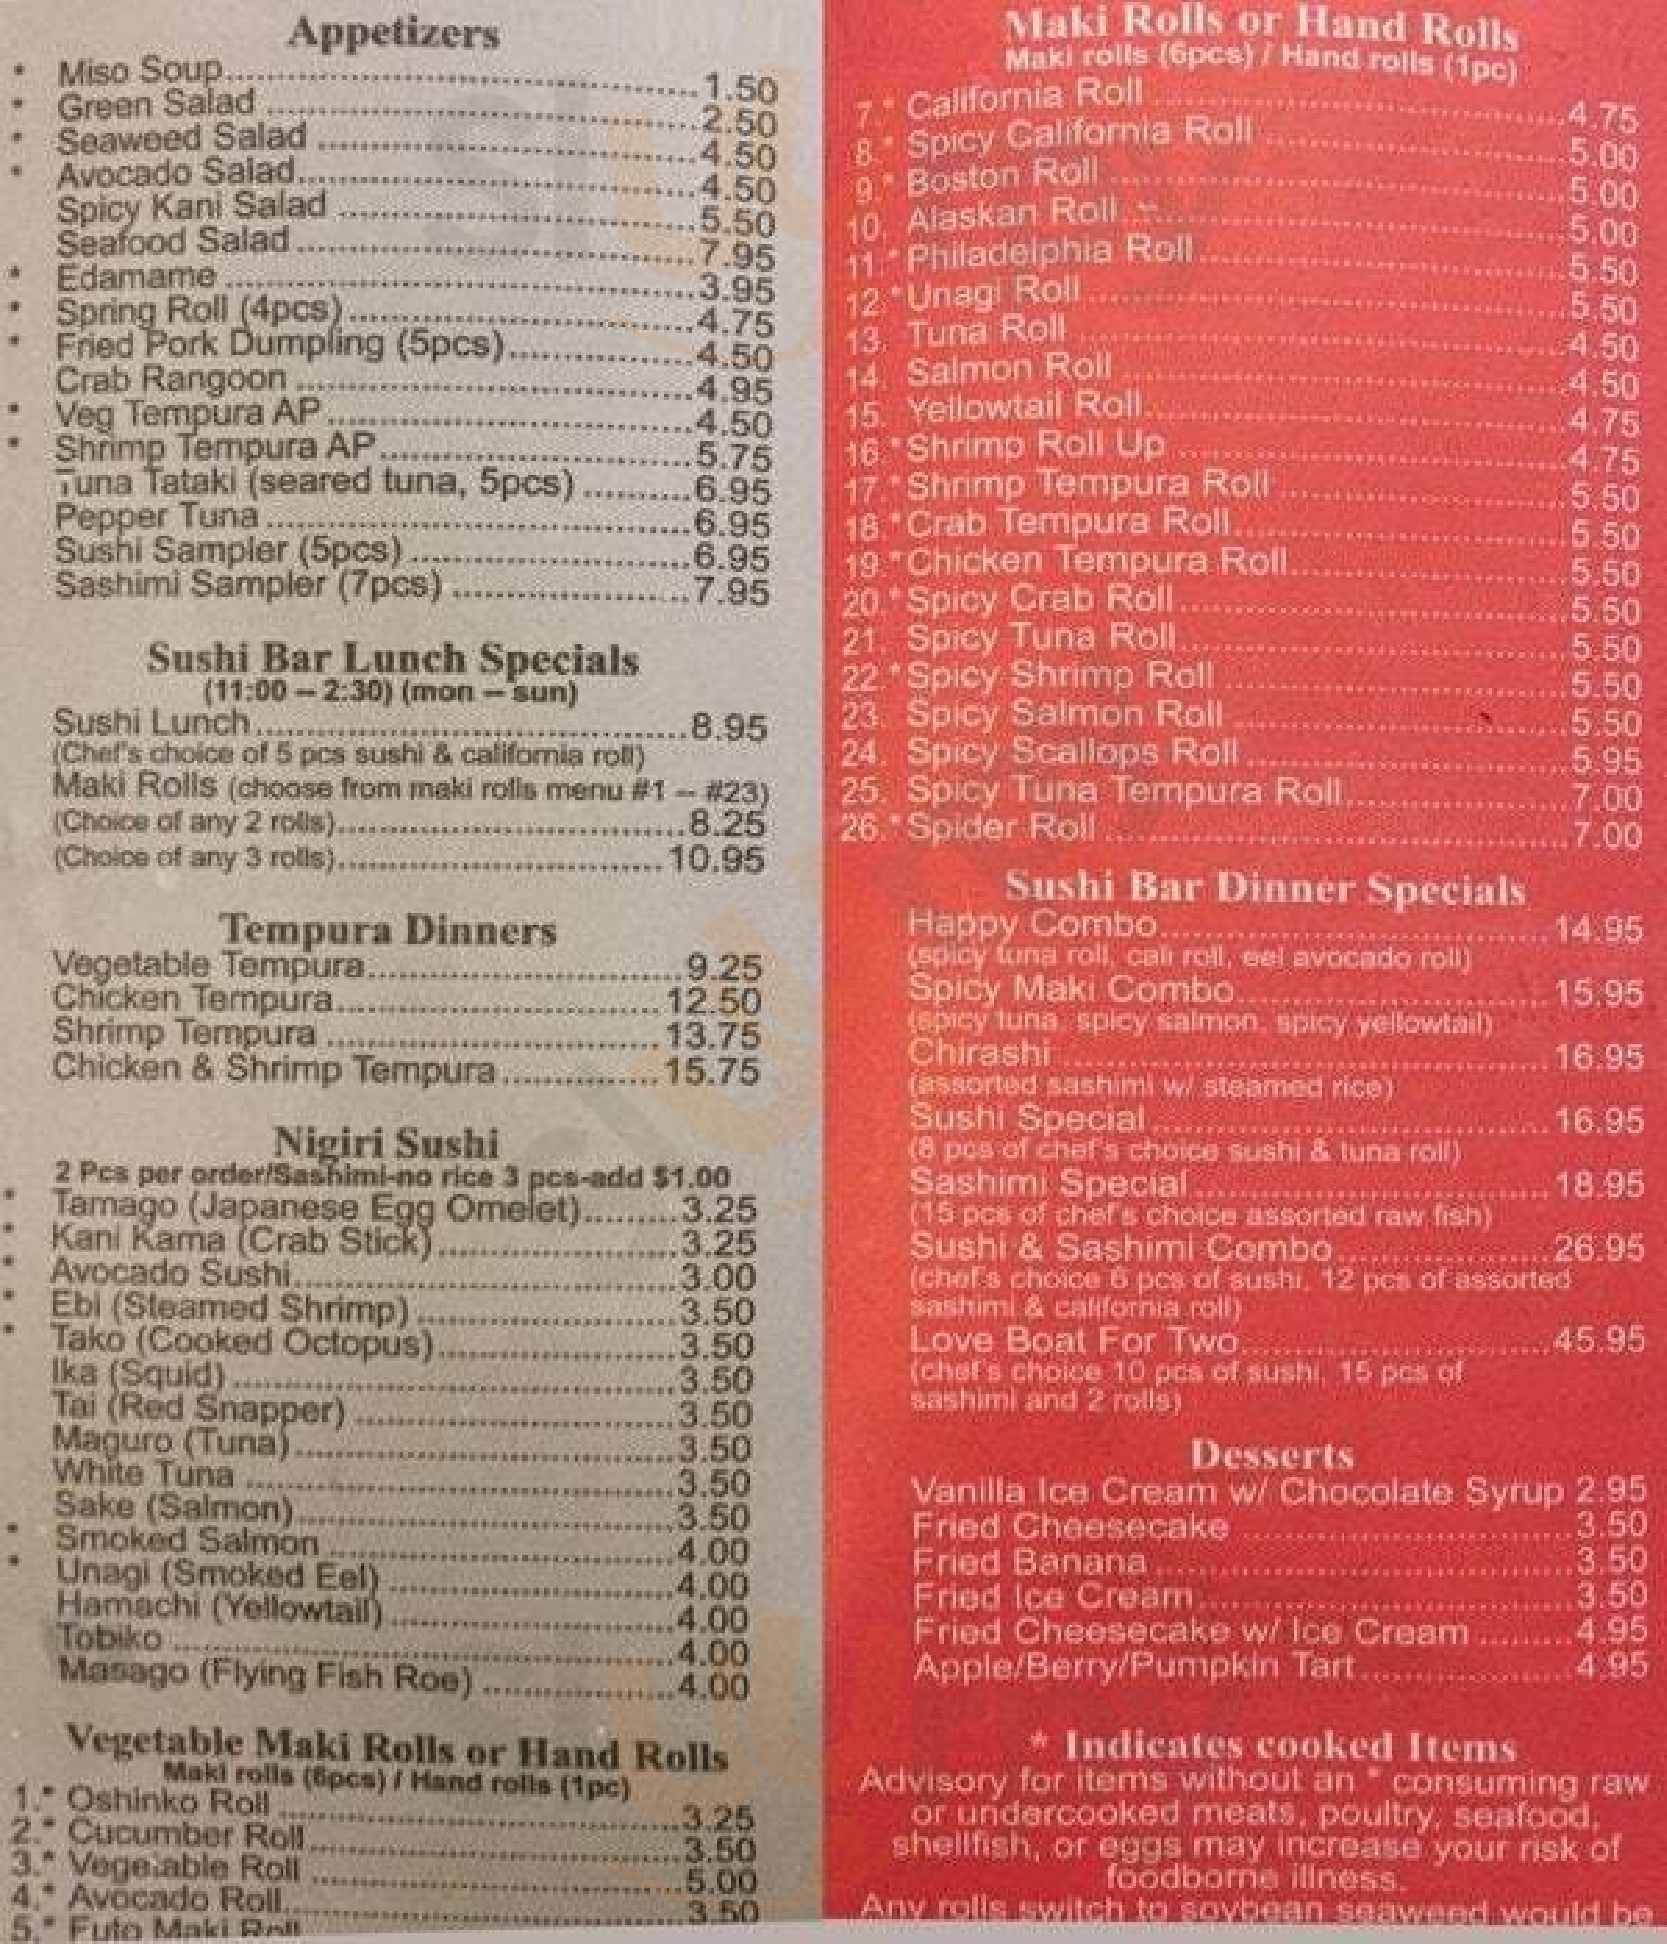 Appetizers
* Miso Soup 1.50
* Green Salad 2.50
* Seaweed Salad 4.50
* Avocado Salad 4.50
Spicy Kani Salad 5.50
Seafood Salad 7.95
* Edamame 3.95
* Spring Roll (4pcs) 4.75
* Fried Pork Dumpling (5pcs) 4.50
Crab Rangoon 4.95
* Veg Tempura AP 4.50
* Shrimp Tempura AP 5.75
Tuna Tataki (seared tuna, 5pcs) 6.95
Pepper Tuna 6.95
Sushi Sampler (5pcs) 6.95
Sashimi Sampler (7pcs) 7.95
Sushi Bar Lunch Specials
(11:00 – 2:30) (mon – sun)
Sushi Lunch 8.95
(Chef's choice of 5 pcs sushi & california roll)
Maki Rolls (choose from maki rolls menu #1 – #23)
(Choice of any 2 rolls) 8.25
(Choice of any 3 rolls) 10.95
Tempura Dinners
Vegetable Tempura 9.25
Chicken Tempura 12.50
Shrimp Tempura 13.75
Chicken & Shrimp Tempura 15.75
Nigiri Sushi
2 Pcs per order/Sashimi-no rice 3 pcs-add $1.00
* Tamago (Japanese Egg Omelet) 3.25
* Kani Kama (Crab Stick) 3.25
* Avocado Sushi 3.00
* Ebi (Steamed Shrimp) 3.50
* Tako (Cooked Octopus) 3.50
Ika (Squid) 3.50
Tai (Red Snapper) 3.50
Maguro (Tuna) 3.50
White Tuna 3.50
Sake (Salmon) 3.50
* Smoked Salmon 4.00
* Unagi (Smoked Eel) 4.00
Hamachi (Yellowtail) 4.00
Tobiko 4.00
Masago (Flying Fish Roe) 4.00
Vegetable Maki Rolls or Hand Rolls
Maki rolls (6pcs) / Hand rolls (1pc)
1.* Oshinko Roll 3.25
2.* Cucumber Roll 3.50
3.* Vegetable Roll 5.00
4.* Avocado Roll 3.50
5.* Futo Maki Roll
Maki Rolls or Hand Rolls
Maki rolls (6pcs) / Hand rolls (1pc)
7.* California Roll 4.75
8.* Spicy California Roll 5.00
9.* Boston Roll 5.00
10. Alaskan Roll 5.00
11.* Philadelphia Roll 5.50
12.* Unagi Roll 5.50
13. Tuna Roll 4.50
14. Salmon Roll 4.50
15. Yellowtail Roll 4.75
16.* Shrimp Roll Up 4.75
17.* Shrimp Tempura Roll 5.50
18.* Crab Tempura Roll 5.50
19.* Chicken Tempura Roll 5.50
20.* Spicy Crab Roll 5.50
21. Spicy Tuna Roll 5.50
22.* Spicy Shrimp Roll 5.50
23. Spicy Salmon Roll 5.50
24. Spicy Scallops Roll 5.95
25. Spicy Tuna Tempura Roll 7.00
26.* Spider Roll 7.00
Sushi Bar Dinner Specials
Happy Combo 14.95
(spicy tuna roll, cali roll, eel avocado roll)
Spicy Maki Combo 15.95
(spicy tuna, spicy salmon, spicy yellowtail)
Chirashi 16.95
(assorted sashimi w/ steamed rice)
Sushi Special 16.95
(8 pcs of chef's choice sushi & tuna roll)
Sashimi Special 18.95
(15 pcs of chef's choice assorted raw fish)
Sushi & Sashimi Combo 26.95
(chef's choice 6 pcs of sushi, 12 pcs of assorted
sashimi & california roll)
Love Boat For Two 45.95
(chef's choice 10 pcs of sushi, 15 pcs of
sashimi and 2 rolls)
Desserts
Vanilla Ice Cream w/ Chocolate Syrup 2.95
Fried Cheesecake 3.50
Fried Banana 3.50
Fried Ice Cream 3.50
Fried Cheesecake w/ Ice Cream 4.95
Apple/Berry/Pumpkin Tart 4.95
* Indicates cooked Items
Advisory for items without an * consuming raw
or undercooked meats, poultry, seafood,
shellfish, or eggs may increase your risk of
foodborne illness.
Any rolls switch to soybean seaweed would be